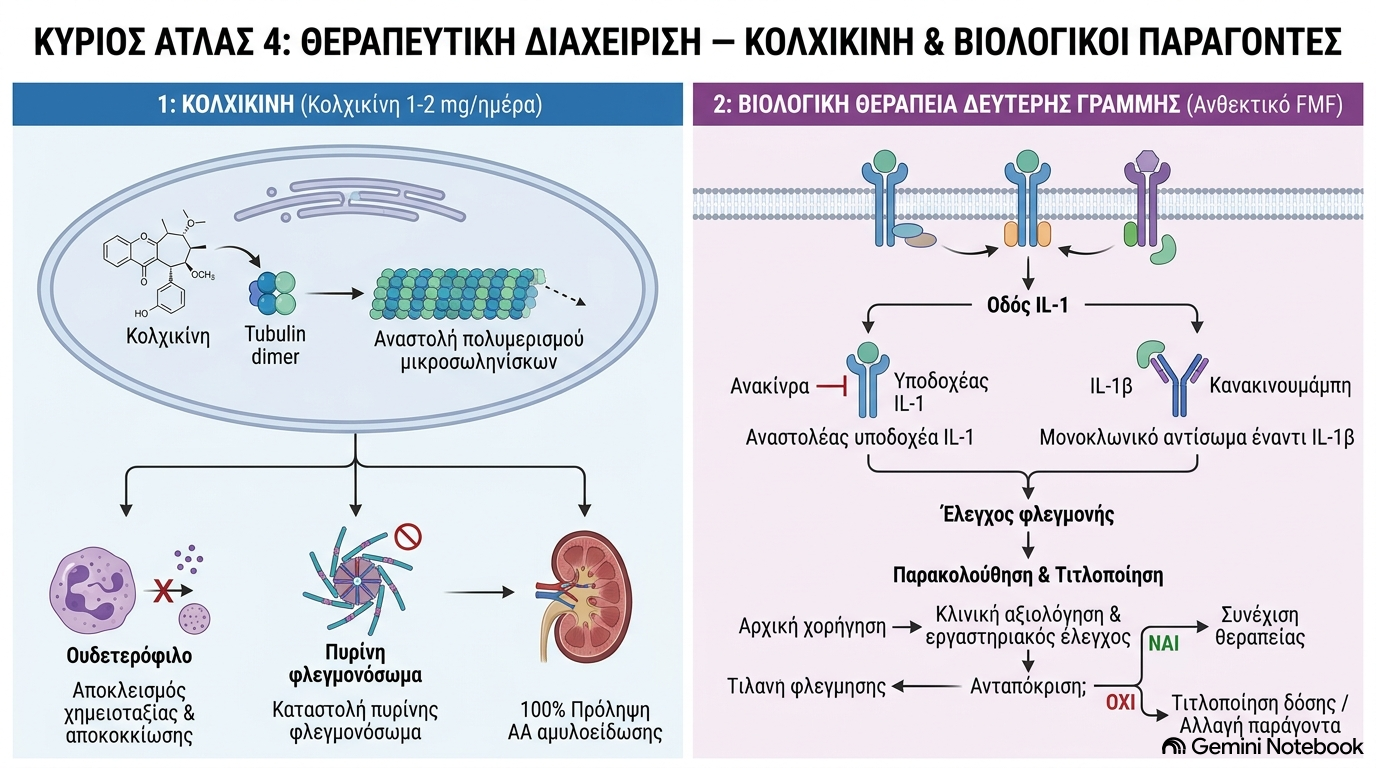 ΚΥΡΙΟΣ ΑΤΛΑΣ 4: ΘΕΡΑΠΕΥΤΙΚΗ ΔΙΑΧΕΙΡΙΣΗ — ΚΟΛΧΙΚΙΝΗ & ΒΙΟΛΟΓΙΚΟΙ ΠΑΡΑΓΟΝΤΕΣ
1: ΚΟΛΧΙΚΙΝΗ (Κολχικίνη 1-2 mg/ημέρα)
O
O
OCH₃
O
HO
Κολχικίνη
Tubulin
dimer
Αναστολή πολυμερισμού
μικροσωληνίσκων
Ουδετερόφιλο
Αποκλεισμός
χημειοταξίας &
αποκοκκίωσης
Πυρίνη
φλεγμονόσωμα
Καταστολή πυρίνης
φλεγμονόσωμα
100% Πρόληψη
ΑΑ αμυλοείδωσης
2: ΒΙΟΛΟΓΙΚΗ ΘΕΡΑΠΕΙΑ ΔΕΥΤΕΡΗΣ ΓΡΑΜΜΗΣ (Ανθεκτικό FMF)
Οδός IL-1
Ανακίνρα
Υποδοχέας
IL-1
Αναστολέας υποδοχέα IL-1
IL-1β
Κανακινουμάμπη
Μονοκλωνικό αντίσωμα έναντι IL-1β
Έλεγχος φλεγμονής
Παρακολούθηση & Τιτλοποίηση
Αρχική χορήγηση
Κλινική αξιολόγηση &
εργαστηριακός έλεγχος
Συνέχιση
θεραπείας
ΝΑΙ
Τιλανή φλεγμησης
Ανταπόκριση;
ΟΧΙ
Τιτλοποίηση δόσης /
Αλλαγή παράγοντα
Gemini Notebook